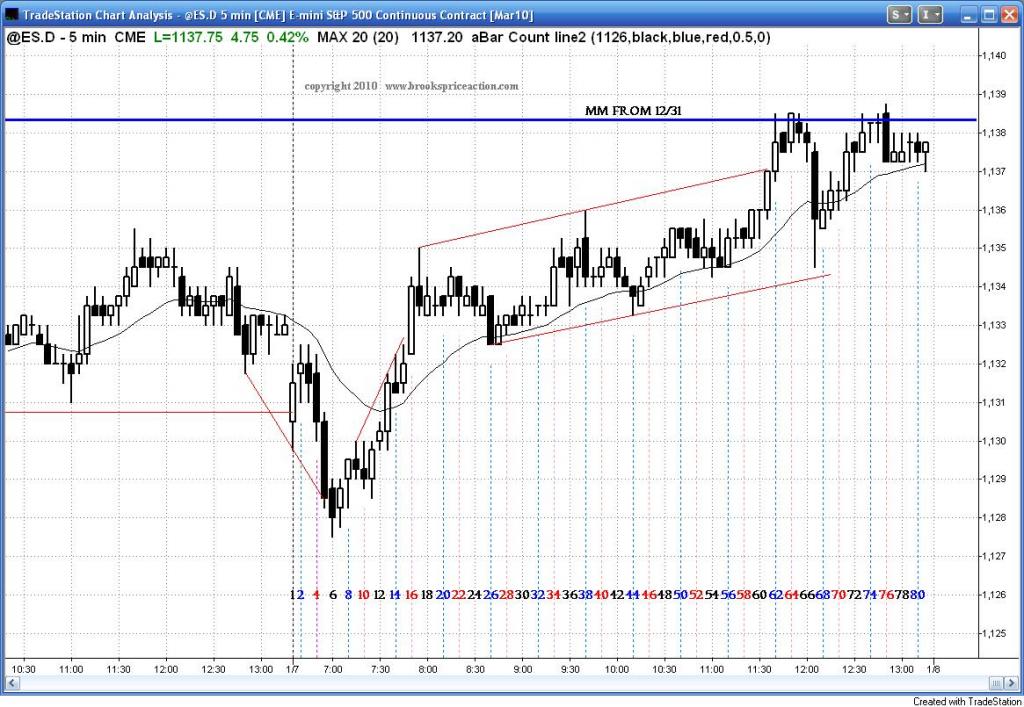 TradeStation Chart Analysis - @ES.D 5 min [CME] E-mini S&P 500 Continuous Contract [Mar10]
S I
@ES.D - 5 min CME L=1137.75 4.75 0.42% MAX 20 (20) 1137.20 aBar Count line2 (1126,black,blue,red,0.5,0)
1,140
copyright 2010 www.brookspriceaction.com
1,139
MM FROM 12/31
1,138
1,137
1,136
1,135
1,134
1,133
1,132
1,131
1,130
1,129
1,128
1,127
1 2 4 6 8 10 12 14 16 18 20 22 24 26 28 30 32 34 36 38 40 42 44 46 48 50 52 54 56 58 60 62 64 66 68 70 72 74 76 78 80 1,126
1,125
10:30 11:00 11:30 12:00 12:30 13:00 1/7 7:00 7:30 8:00 8:30 9:00 9:30 10:00 10:30 11:00 11:30 12:00 12:30 13:00 1/8
Created with TradeStation